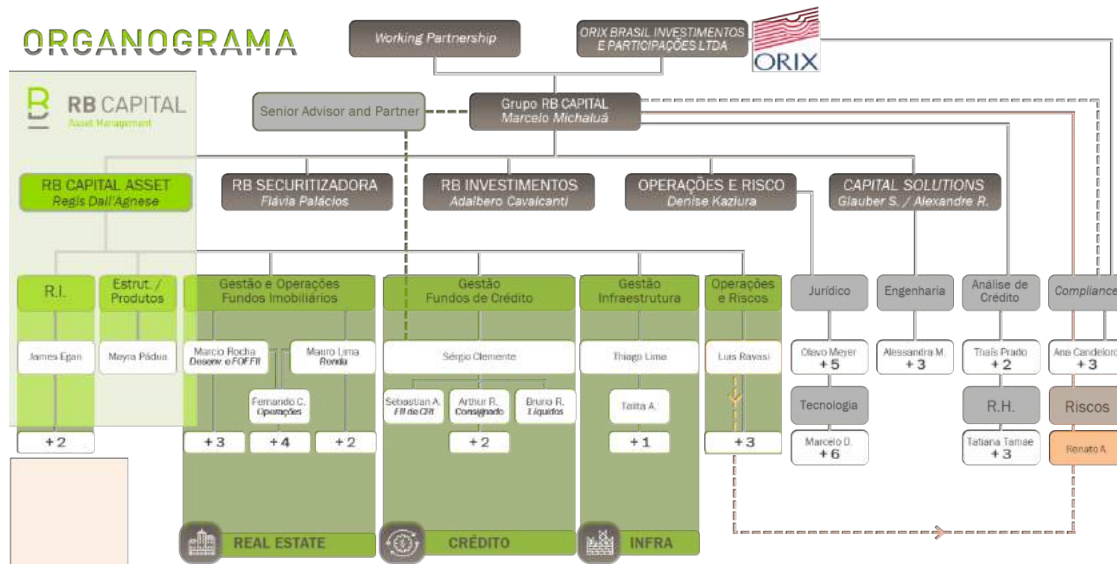 ORGANOGRAMA
Working Partnership
ORIX BRASIL INVESTIMENTOS
E PARTICIPAÇÕES LTDA
ORIX
RB CAPITAL
Asset Management
Senior Advisor and Partner
Grupo RB CAPITAL
Marcelo Michaluá
RB CAPITAL ASSET
Regis Dall'Agnese
RB SECURITIZADORA
Flávia Palácios
RB INVESTIMENTOS
Adalbero Cavalcanti
OPERAÇÕES E RISCO
Denise Kaziura
CAPITAL SOLUTIONS
Glauber S. / Alexandre R.
R.I.
Estrut. /
Produtos
Gestão e Operações
Fundos Imobiliários
Gestão
Fundos de Crédito
Gestão
Infraestrutura
Operações
e Riscos
Jurídico
Engenharia
Análise de
Crédito
Compliance
James Egan
Mayra Pádua
Marcio Rocha
Desenv. e FOF FII
Mauro Lima
Renda
Sérgio Clemente
Thiago Lima
Luis Ravasi
Olavo Meyer
+5
Alessandra M.
+3
Thaís Prado
+2
Ana Candeloro
+3
Fernando C.
Operações
Sebastian A.
FII de CRI
Arthur R.
Consignado
Bruno R.
Líquidos
Talita A.
Tecnologia
R.H.
Riscos
+2
+3
+4
+2
+2
+1
+3
Marcelo D.
+6
Tatiana Tamae
+3
Renato A.
REAL ESTATE
CRÉDITO
INFRA